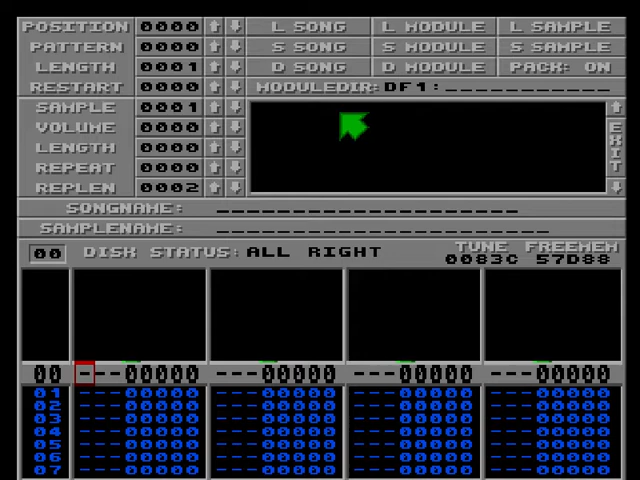 POSITION 0000 L SONG L MODULE L SAMPLE
PATTERN 0000 S SONG S MODULE S SAMPLE
LENGTH 0001 D SONG D MODULE PACK: ON
RESTART 0000 MODULEDIR: DF1:____________
SAMPLE 0001
VOLUME 0000
LENGTH 0000
REPEAT 0000
REPLEN 0002
EXIT
SONGNAME: ____________________
SAMPLENAME: ______________________
00 DISK STATUS: ALL RIGHT TUNE FREEMEM
0083C 57D88
00 ---00000 ---00000 ---00000 ---00000
01 ---00000 ---00000 ---00000 ---00000
02 ---00000 ---00000 ---00000 ---00000
03 ---00000 ---00000 ---00000 ---00000
04 ---00000 ---00000 ---00000 ---00000
05 ---00000 ---00000 ---00000 ---00000
06 ---00000 ---00000 ---00000 ---00000
07 ---00000 ---00000 ---00000 ---00000